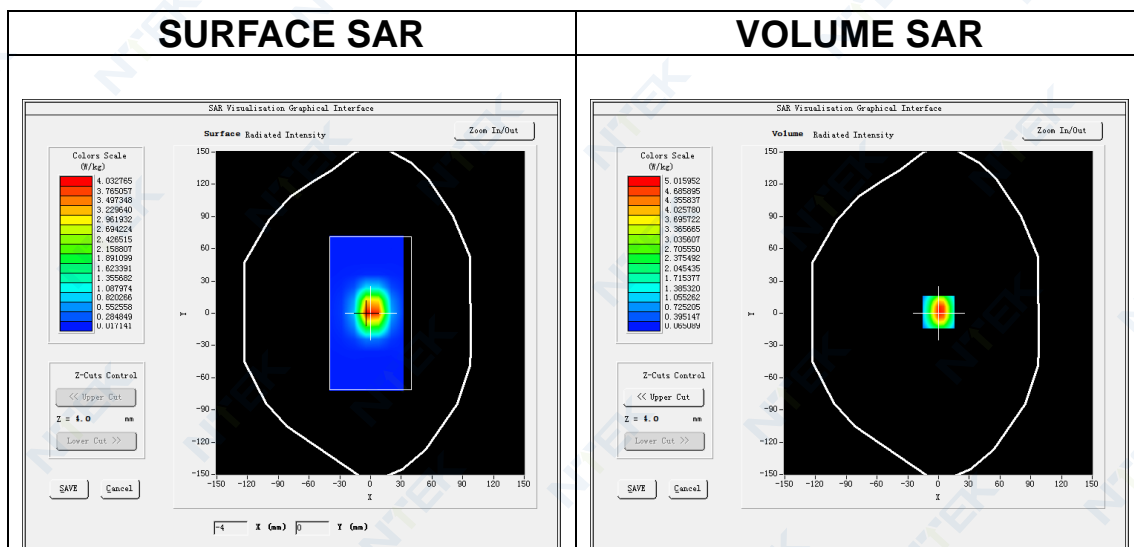 SURFACE SAR
VOLUME SAR
SAR Visualisation Graphical Interface
Surface Radiated Intensity
Zoom In/Out
Colors Scale
(W/kg)
4.032765
3.765057
3.497348
3.229640
2.961932
2.694224
2.426515
2.158807
1.891099
1.623391
1.355682
1.087974
0.820266
0.552558
0.284849
0.017141
150
120
90
60
30
0
-30
-60
-90
-120
-150
Y
-150 -120 -90 -60 -30 0 30 60 90 120 150
X
Z-Cuts Control
<< Upper Cut
Z = 4.0 mm
Lower Cut >>
SAVE
Cancel
-4 X (mm) 0 Y (mm)
SAR Visualisation Graphical Interface
Volume Radiated Intensity
Zoom In/Out
Colors Scale
(W/kg)
5.015952
4.685895
4.355837
4.025780
3.695722
3.365665
3.035607
2.705550
2.375492
2.045435
1.715377
1.385320
1.055262
0.725205
0.395147
0.065089
150
120
90
60
30
0
-30
-60
-90
-120
-150
Y
-150 -120 -90 -60 -30 0 30 60 90 120 150
X
Z-Cuts Control
<< Upper Cut
Z = 4.0 mm
Lower Cut >>
SAVE
Cancel
NTEK